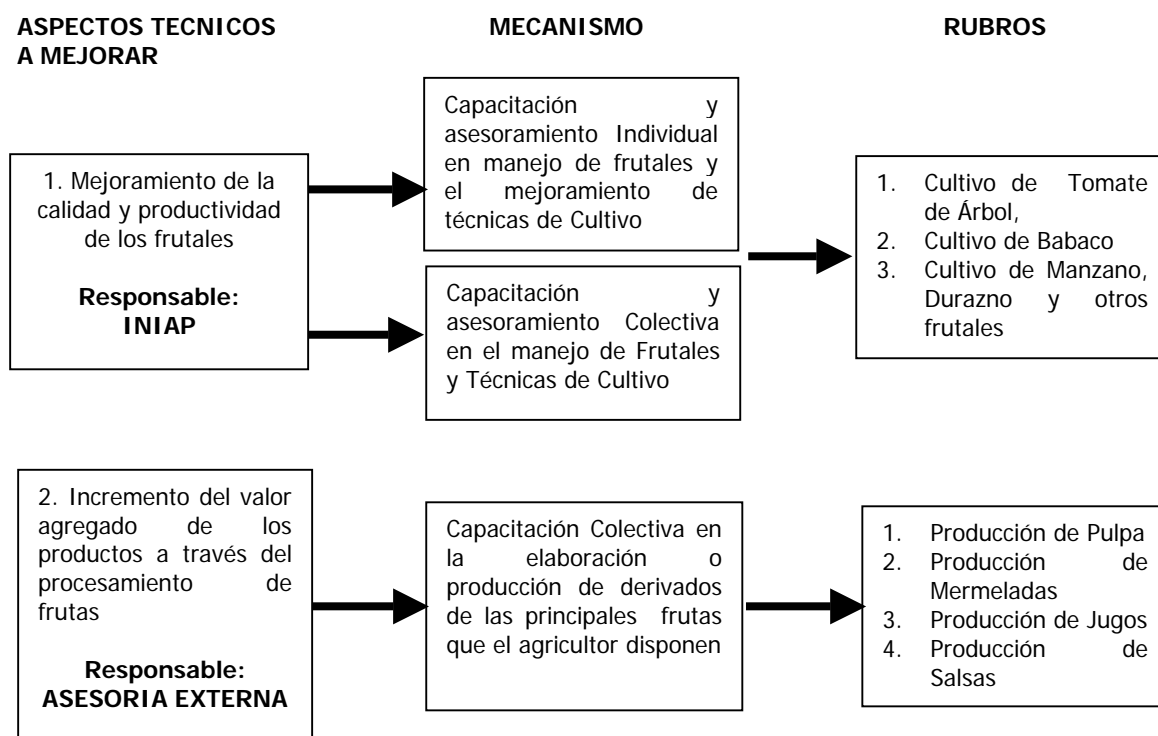 ASPECTOS TECNICOS
A MEJORAR
MECANISMO
RUBROS
1. Mejoramiento de la
calidad y productividad
de los frutales
Responsable:
INIAP
Capacitación y
asesoramiento Individual
en manejo de frutales y
el mejoramiento de
técnicas de Cultivo
Capacitación y
asesoramiento Colectiva
en el manejo de Frutales
y Técnicas de Cultivo
1. Cultivo de Tomate
de Árbol,
2. Cultivo de Babaco
3. Cultivo de Manzano,
Durazno y otros
frutales
2. Incremento del valor
agregado de los
productos a través del
procesamiento de
frutas
Responsable:
ASESORIA EXTERNA
Capacitación Colectiva en
la elaboración o
producción de derivados
de las principales frutas
que el agricultor disponen
1. Producción de Pulpa
2. Producción de
Mermeladas
3. Producción de Jugos
4. Producción de
Salsas